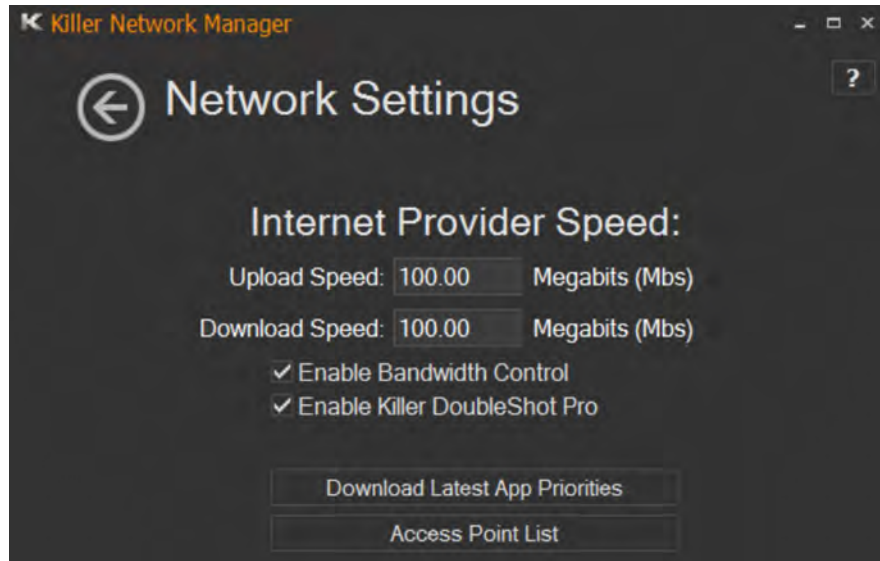 Killer Network Manager
?
Network Settings
Internet Provider Speed:
Upload Speed: 100.00 Megabits (Mbs)
Download Speed: 100.00 Megabits (Mbs)
Enable Bandwidth Control
Enable Killer DoubleShot Pro
Download Latest App Priorities
Access Point List